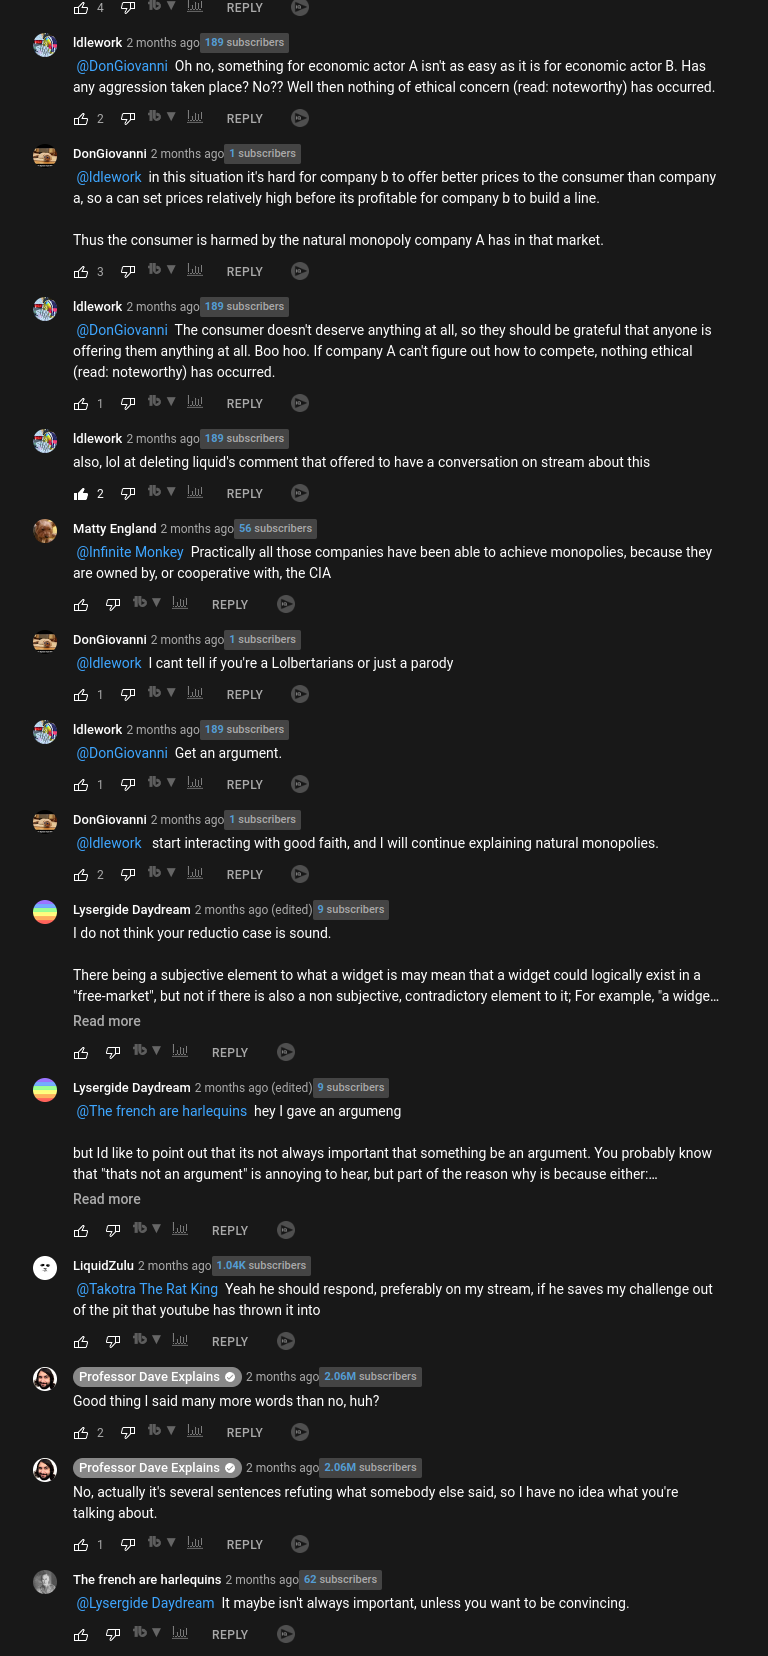 4 REPLY
ldlework 2 months ago 189 subscribers
@DonGiovanni Oh no, something for economic actor A isn't as easy as it is for economic actor B. Has
any aggression taken place? No?? Well then nothing of ethical concern (read: noteworthy) has occurred.
2 REPLY
DonGiovanni 2 months ago 1 subscribers
@ldlework in this situation it's hard for company b to offer better prices to the consumer than company
a, so a can set prices relatively high before its profitable for company b to build a line.
Thus the consumer is harmed by the natural monopoly company A has in that market.
3 REPLY
ldlework 2 months ago 189 subscribers
@DonGiovanni The consumer doesn't deserve anything at all, so they should be grateful that anyone is
offering them anything at all. Boo hoo. If company A can't figure out how to compete, nothing ethical
(read: noteworthy) has occurred.
1 REPLY
ldlework 2 months ago 189 subscribers
also, lol at deleting liquid's comment that offered to have a conversation on stream about this
2 REPLY
Matty England 2 months ago 56 subscribers
@Infinite Monkey Practically all those companies have been able to achieve monopolies, because they
are owned by, or cooperative with, the CIA
REPLY
DonGiovanni 2 months ago 1 subscribers
@ldlework I cant tell if you're a Lolbertarians or just a parody
1 REPLY
ldlework 2 months ago 189 subscribers
@DonGiovanni Get an argument.
1 REPLY
DonGiovanni 2 months ago 1 subscribers
@ldlework start interacting with good faith, and I will continue explaining natural monopolies.
2 REPLY
Lysergide Daydream 2 months ago (edited) 9 subscribers
I do not think your reductio case is sound.
There being a subjective element to what a widget is may mean that a widget could logically exist in a
"free-market", but not if there is also a non subjective, contradictory element to it; For example, "a widge…
Read more
REPLY
Lysergide Daydream 2 months ago (edited) 9 subscribers
@The french are harlequins hey I gave an argumeng
but Id like to point out that its not always important that something be an argument. You probably know
that "thats not an argument" is annoying to hear, but part of the reason why is because either:…
Read more
REPLY
LiquidZulu 2 months ago 1.04K subscribers
@Takotra The Rat King Yeah he should respond, preferably on my stream, if he saves my challenge out
of the pit that youtube has thrown it into
REPLY
Professor Dave Explains 2 months ago 2.06M subscribers
Good thing I said many more words than no, huh?
2 REPLY
Professor Dave Explains 2 months ago 2.06M subscribers
No, actually it's several sentences refuting what somebody else said, so I have no idea what you're
talking about.
1 REPLY
The french are harlequins 2 months ago 62 subscribers
@Lysergide Daydream It maybe isn't always important, unless you want to be convincing.
REPLY